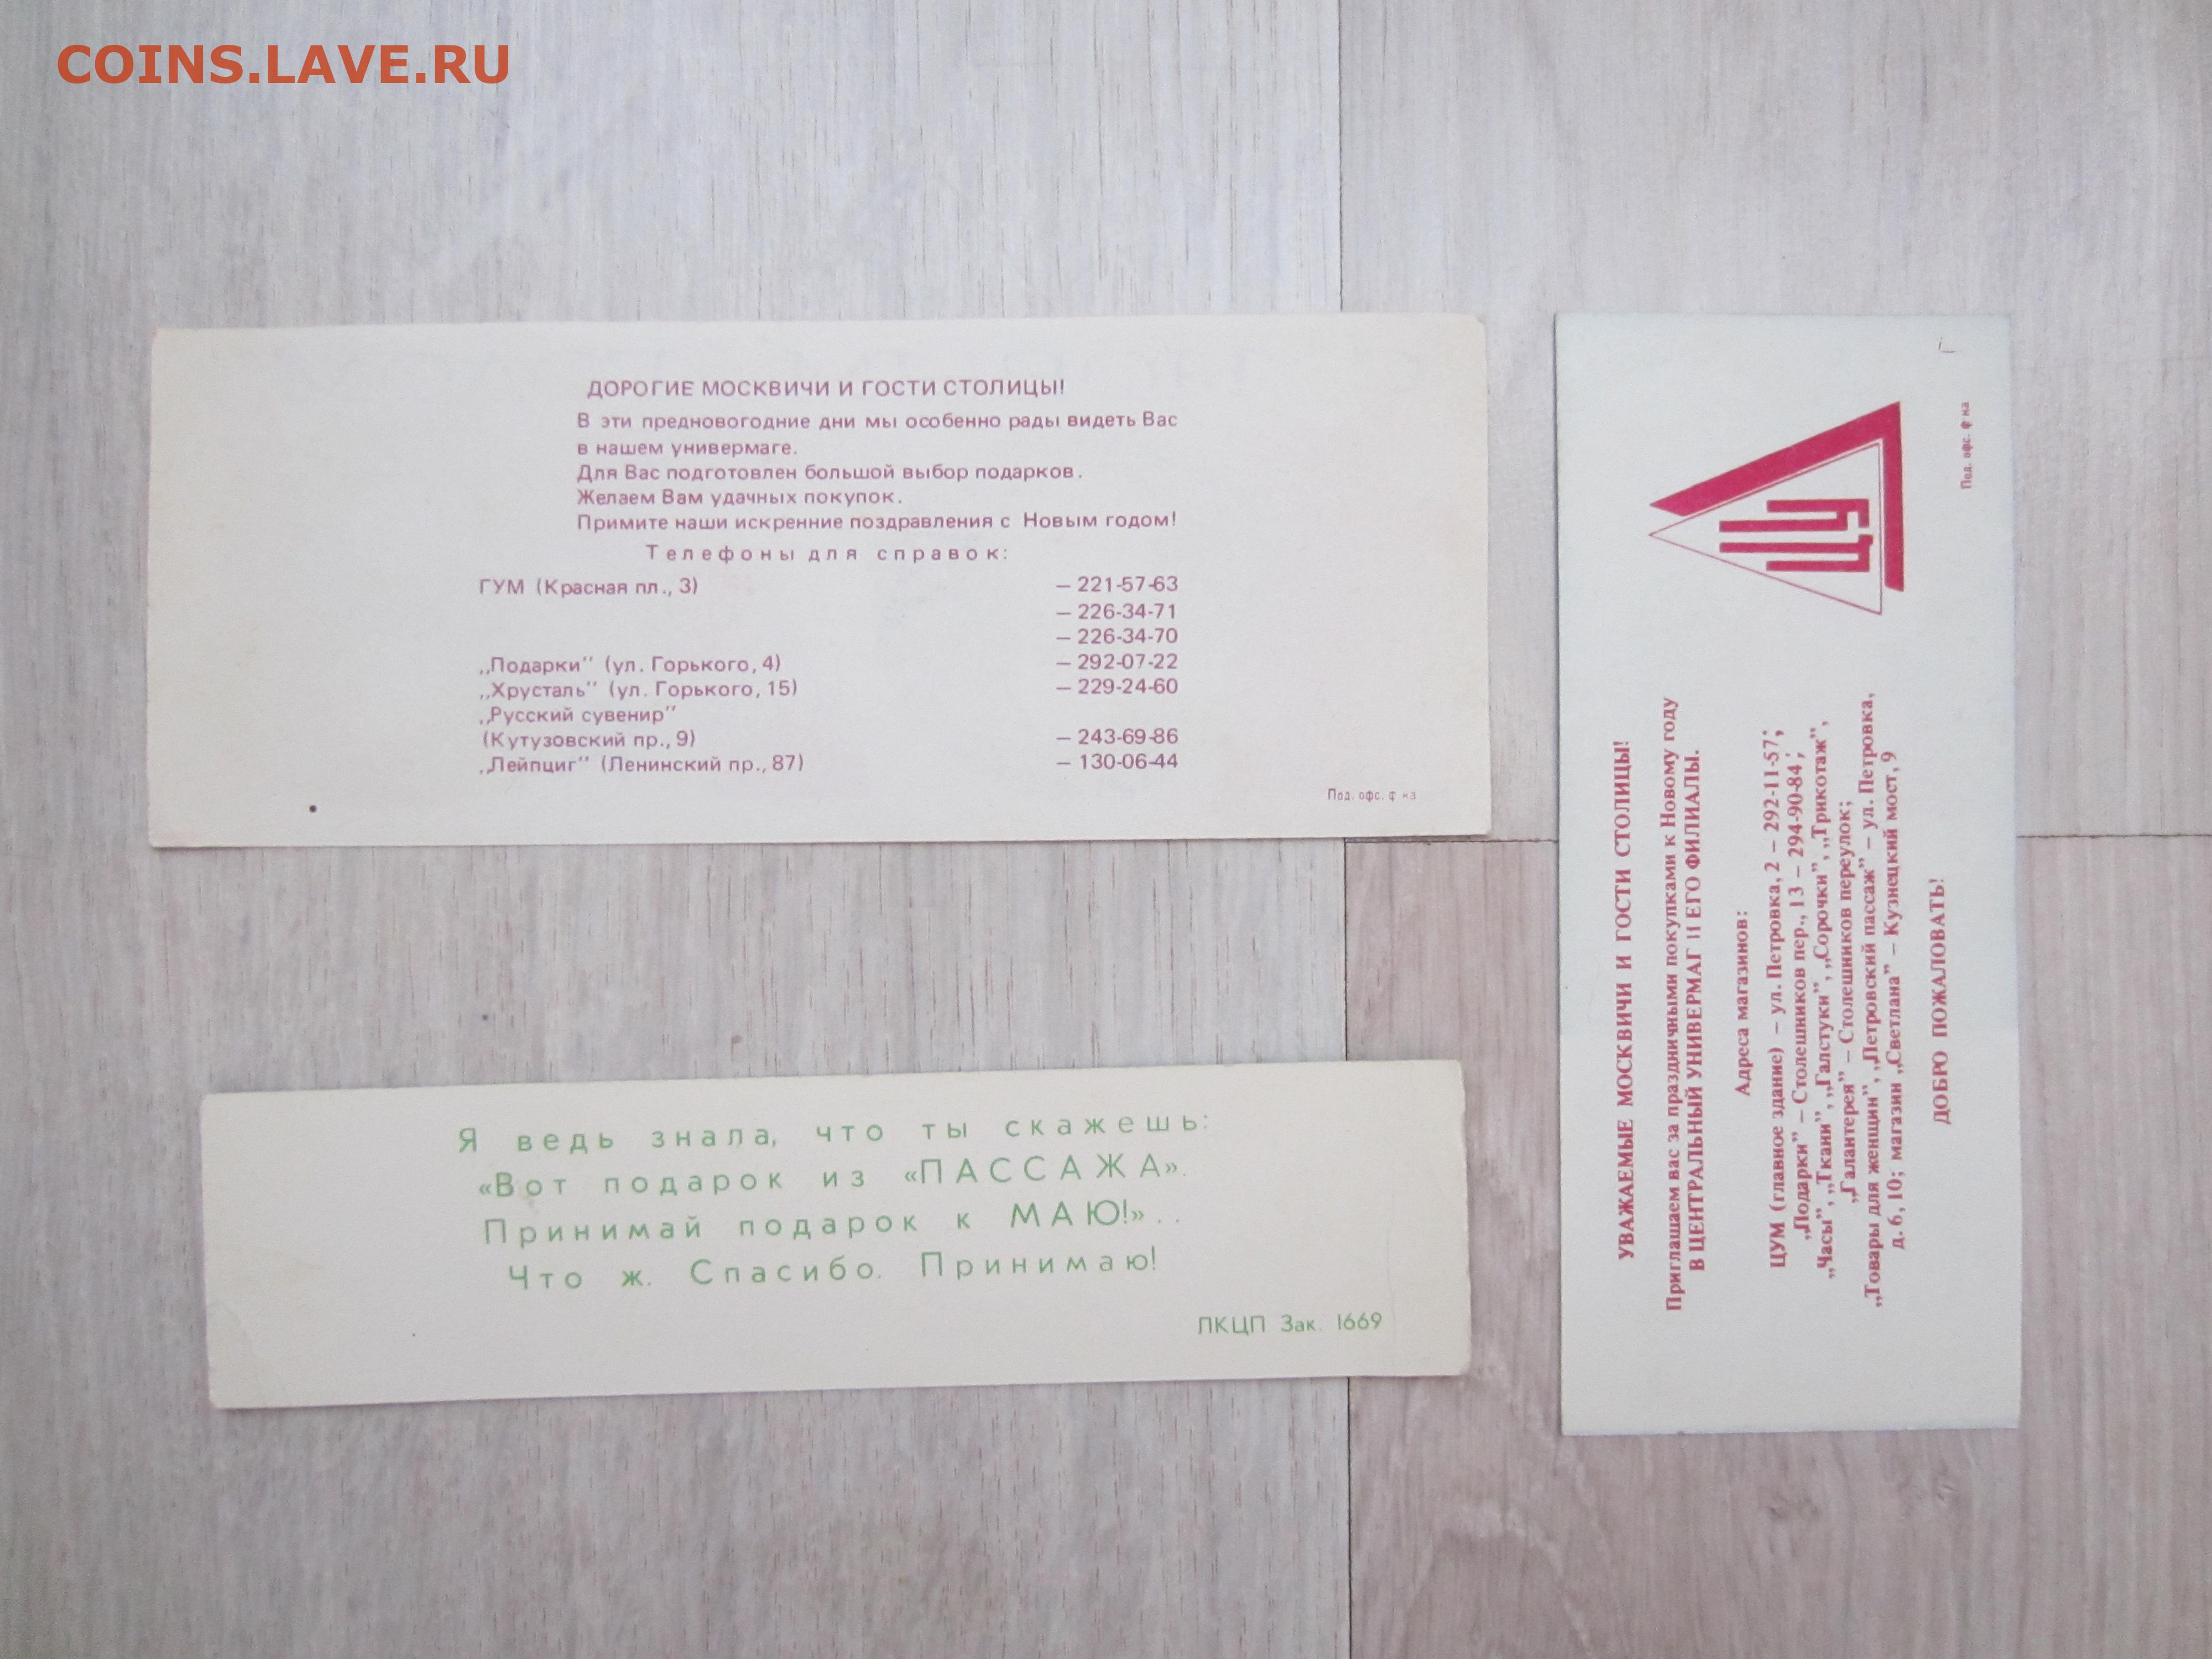 COINS.LAVE.RU
ДОРОГИЕ МОСКВИЧИ И ГОСТИ СТОЛИЦЫ!
В эти предновогодние дни мы особенно рады видеть Вас
в нашем универмаге.
Для Вас подготовлен большой выбор подарков.
Желаем Вам удачных покупок.
Примите наши искренние поздравления с Новым годом!
Телефоны для справок:
ГУМ (Красная пл., 3) – 221-57-63
– 226-34-71
– 226-34-70
„Подарки" (ул. Горького, 4) – 292-07-22
„Хрусталь" (ул. Горького, 15) – 229-24-60
„Русский сувенир"
(Кутузовский пр., 9) – 243-69-86
„Лейпциг" (Ленинский пр., 87) – 130-06-44
Под. офс. ф-ка
Я ведь знала, что ты скажешь:
«Вот подарок из «ПАССАЖА».
Принимай подарок к МАЮ!»..
Что ж. Спасибо. Принимаю!
ЛКЦП Зак. 1669
ЦУМ
УВАЖАЕМЫЕ МОСКВИЧИ И ГОСТИ СТОЛИЦЫ!
Приглашаем вас за праздничными покупками к Новому году
В ЦЕНТРАЛЬНЫЙ УНИВЕРМАГ И ЕГО ФИЛИАЛЫ.
Адреса магазинов:
ЦУМ (главное здание) – ул. Петровка, 2 – 292-11-57;
„Подарки” – Столешников пер., 13 – 294-90-84;
„Часы”, „Ткани”, „Галстуки”, „Сорочки”, „Трикотаж”,
„Галантерея” – Столешников переулок;
„Товары для женщин”, „Петровский пассаж” – ул. Петровка,
д. 6, 10; магазин „Светлана” – Кузнецкий мост, 9
ДОБРО ПОЖАЛОВАТЬ!
Под. офс. ф-ка